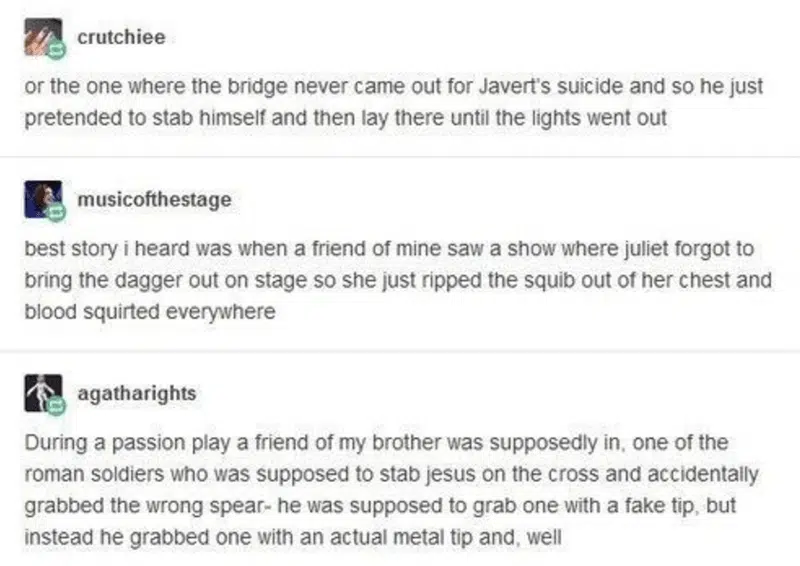 crutchiee
or the one where the bridge never came out for Javert's suicide and so he just
pretended to stab himself and then lay there until the lights went out
musicofthestage
best story i heard was when a friend of mine saw a show where juliet forgot to
bring the dagger out on stage so she just ripped the squib out of her chest and
blood squirted everywhere
agatharights
During a passion play a friend of my brother was supposedly in, one of the
roman soldiers who was supposed to stab jesus on the cross and accidentally
grabbed the wrong spear- he was supposed to grab one with a fake tip, but
instead he grabbed one with an actual metal tip and, well